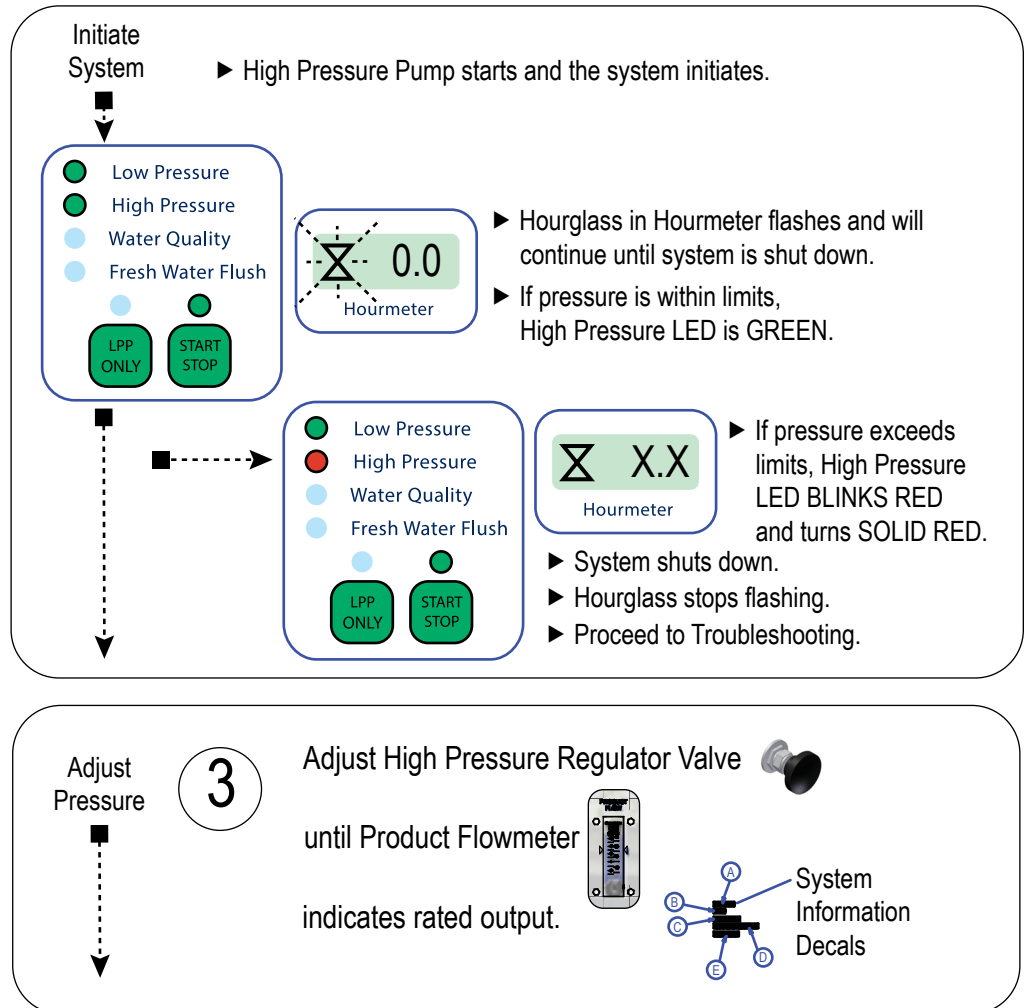 Initiate
System
► High Pressure Pump starts and the system initiates.
Low Pressure
High Pressure
Water Quality
Fresh Water Flush
LPP
ONLY
START
STOP
0.0
Hourmeter
► Hourglass in Hourmeter flashes and will
continue until system is shut down.
► If pressure is within limits,
High Pressure LED is GREEN.
Low Pressure
High Pressure
Water Quality
Fresh Water Flush
LPP
ONLY
START
STOP
X.X
Hourmeter
► If pressure exceeds
limits, High Pressure
LED BLINKS RED
and turns SOLID RED.
► System shuts down.
► Hourglass stops flashing.
► Proceed to Troubleshooting.
Adjust
Pressure
3
Adjust High Pressure Regulator Valve
until Product Flowmeter
indicates rated output.
A
B
C
D
E
System
Information
Decals